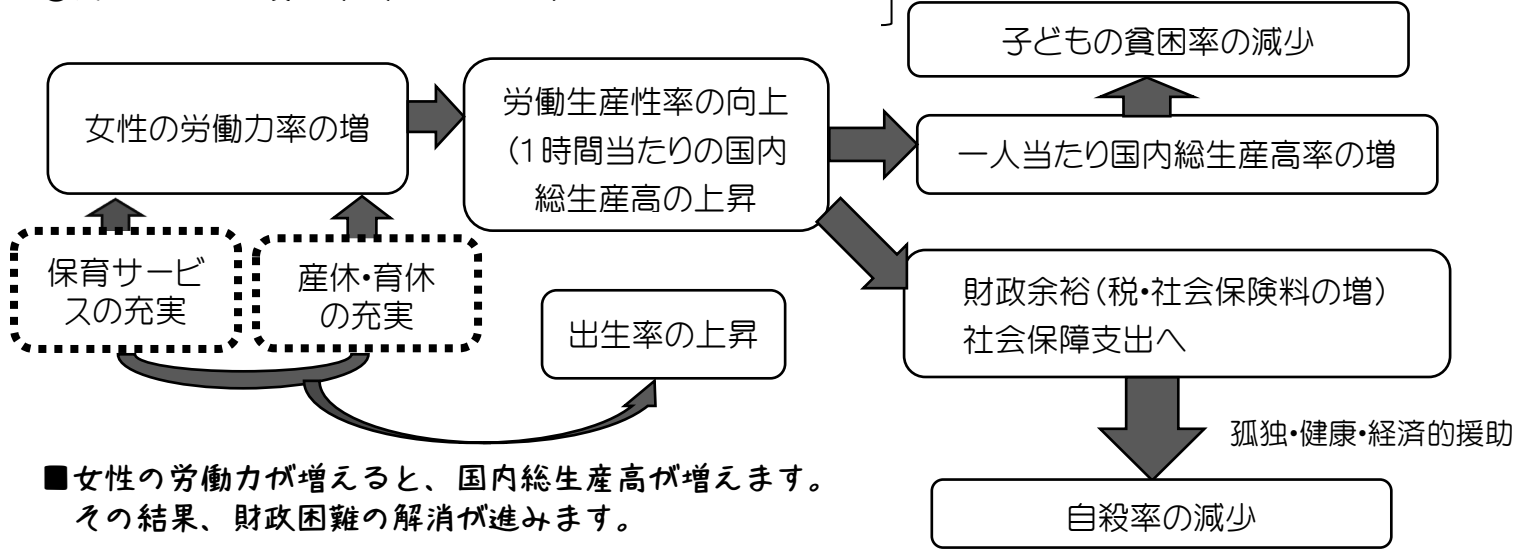 子どもの貧困率の減少
女性の労働力率の増
労働生産性率の向上
(1時間当たりの国内
総生産高の上昇
一人当たり国内総生産高率の増
保育サービ
スの充実
産休・育休
の充実
出生率の上昇
財政余裕(税・社会保険料の増)
社会保障支出へ
孤独・健康・経済的援助
自殺率の減少
■女性の労働力が増えると、国内総生産高が増えます。
その結果、財政困難の解消が進みます。